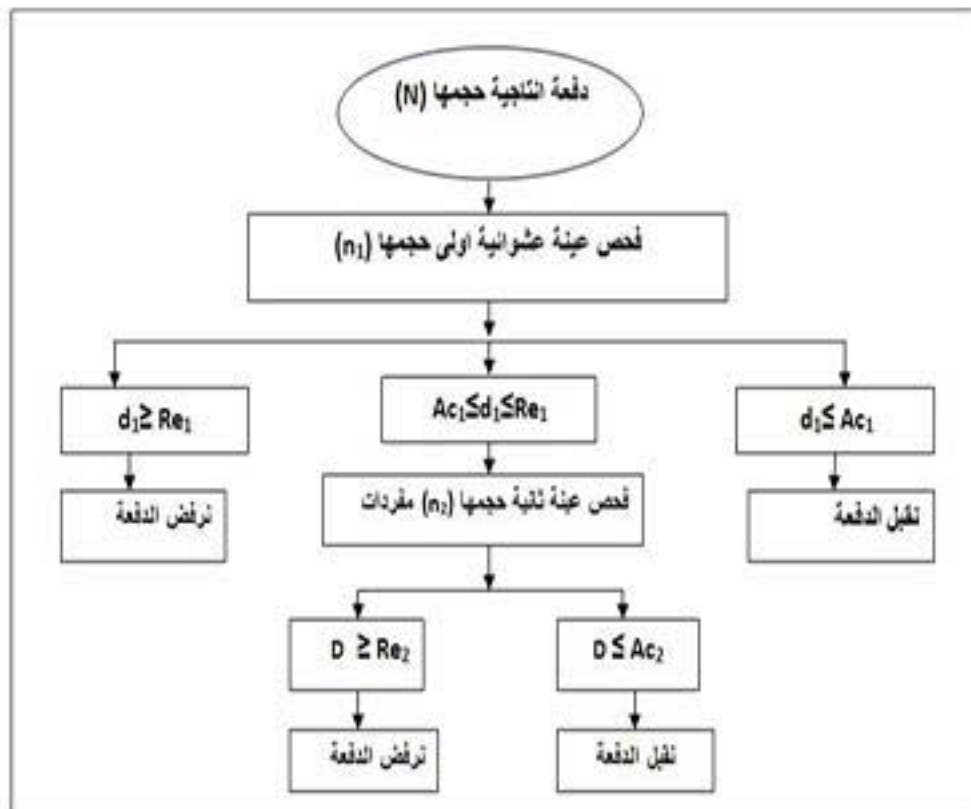 دفعة انتاجية حجمها (N)
فحص عينة عشوائية اولى حجمها (n₁)
d₁≤ Ac₁
Ac₁≤d₁≤Re₁
d₁≥ Re₁
نقبل الدفعة
فحص عينة ثانية حجمها (n₂) مفردات
نرفض الدفعة
D ≤ Ac₂
D ≥ Re₂
نقبل الدفعة
نرفض الدفعة